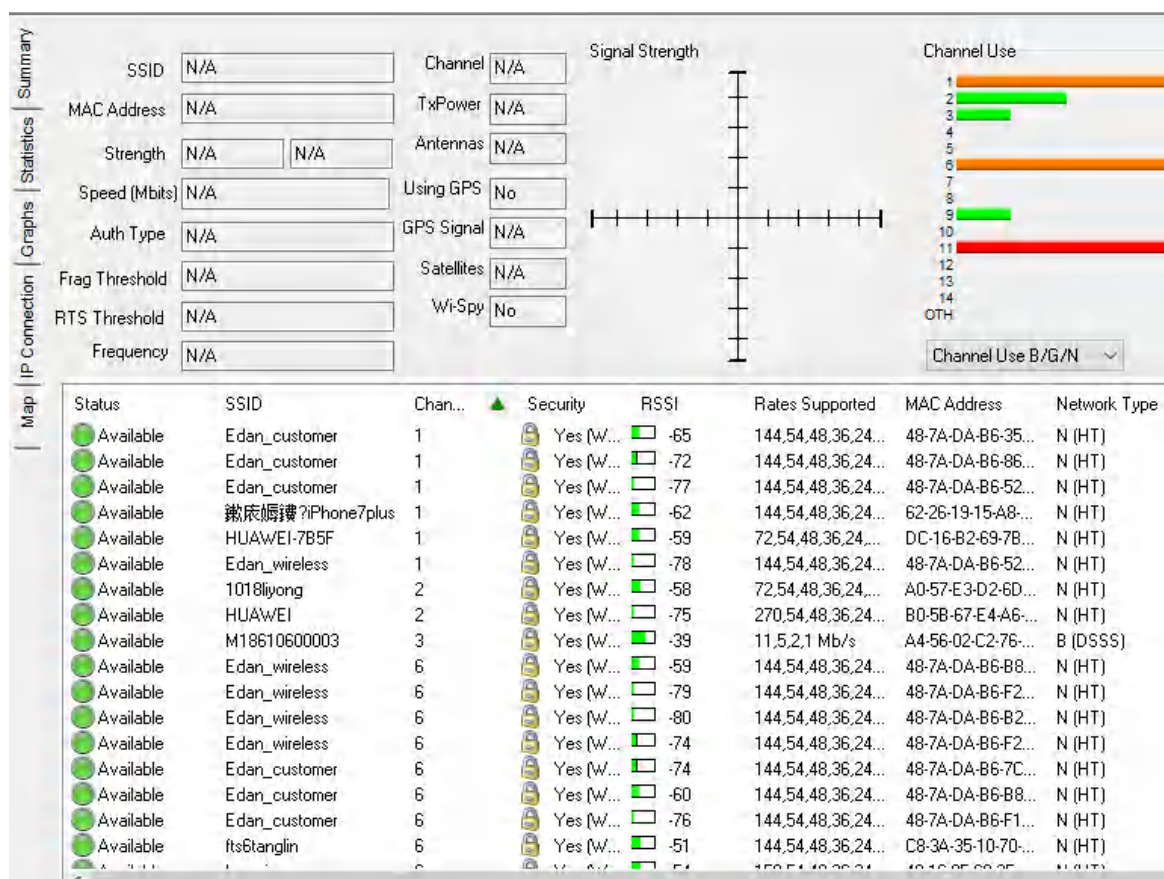 Summary
Statistics
Graphs
IP Connection
Map
SSID N/A
MAC Address N/A
Strength N/A N/A
Speed (Mbits) N/A
Auth Type N/A
Frag Threshold N/A
RTS Threshold N/A
Frequency N/A
Channel N/A
TxPower N/A
Antennas N/A
Using GPS No
GPS Signal N/A
Satellites N/A
Wi-Spy No
Signal Strength
Channel Use
1
2
3
4
5
6
7
8
9
10
11
12
13
14
OTH
Channel Use B/G/N
Status SSID Chan... Security RSSI Rates Supported MAC Address Network Type
Available Edan_customer 1 Yes (W... -65 144,54,48,36,24... 48-7A-DA-B6-35... N (HT)
Available Edan_customer 1 Yes (W... -72 144,54,48,36,24... 48-7A-DA-B6-86... N (HT)
Available Edan_customer 1 Yes (W... -77 144,54,48,36,24... 48-7A-DA-B6-52... N (HT)
Available ?iPhone7plus 1 Yes (W... -62 144,54,48,36,24... 62-26-19-15-A8-... N (HT)
Available HUAWEI-7B5F 1 Yes (W... -59 72,54,48,36,24,... DC-16-B2-69-7B... N (HT)
Available Edan_wireless 1 Yes (W... -78 144,54,48,36,24... 48-7A-DA-B6-52... N (HT)
Available 1018liyong 2 Yes (W... -58 72,54,48,36,24,... A0-57-E3-D2-6D... N (HT)
Available HUAWEI 2 Yes (W... -75 270,54,48,36,24... B0-5B-67-E4-A6-... N (HT)
Available M18610600003 3 Yes (W... -39 11,5,2,1 Mb/s A4-56-02-C2-76-... B (DSSS)
Available Edan_wireless 6 Yes (W... -59 144,54,48,36,24... 48-7A-DA-B6-B8... N (HT)
Available Edan_wireless 6 Yes (W... -79 144,54,48,36,24... 48-7A-DA-B6-F2... N (HT)
Available Edan_wireless 6 Yes (W... -80 144,54,48,36,24... 48-7A-DA-B6-B2... N (HT)
Available Edan_wireless 6 Yes (W... -74 144,54,48,36,24... 48-7A-DA-B6-F2... N (HT)
Available Edan_customer 6 Yes (W... -74 144,54,48,36,24... 48-7A-DA-B6-7C... N (HT)
Available Edan_customer 6 Yes (W... -60 144,54,48,36,24... 48-7A-DA-B6-B8... N (HT)
Available Edan_customer 6 Yes (W... -76 144,54,48,36,24... 48-7A-DA-B6-F1... N (HT)
Available fts6tanglin 6 Yes (W... -51 144,54,48,36,24... C8-3A-35-10-70-... N (HT)